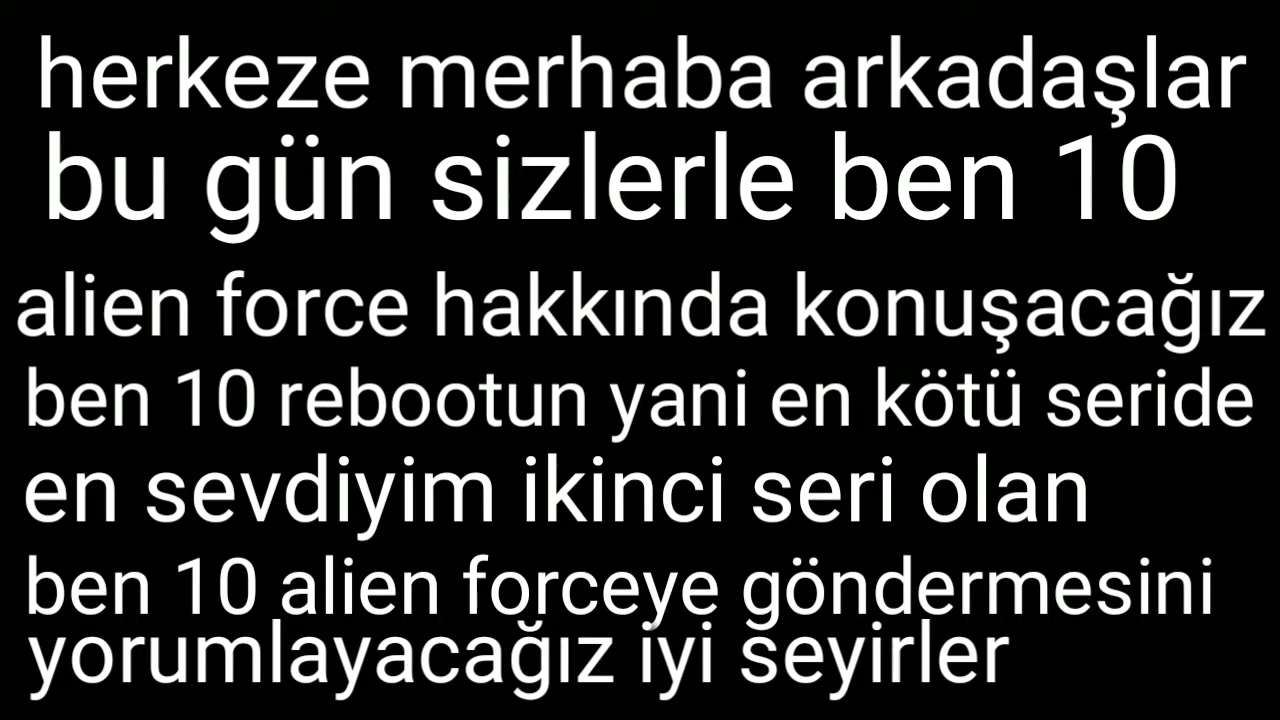 herkeze merhaba arkadaşlar
bu gün sizlerle ben 10
alien force hakkında konuşacağız
ben 10 rebootun yani en kötü seride
en sevdiyim ikinci seri olan
ben 10 alien forceye göndermesini
yorumlayacağız iyi seyirler